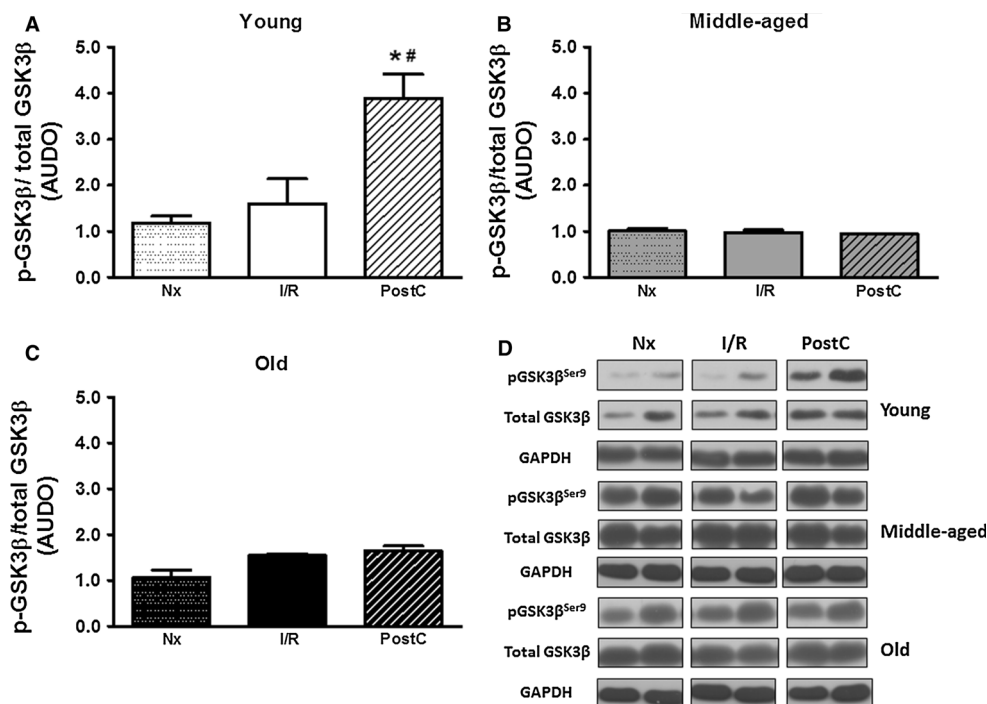 A
Young
p-GSK3β/ total GSK3β
(AUDO)
5.0
4.0
3.0
2.0
1.0
0.0
* #
Nx
I/R
PostC
B
Middle-aged
p-GSK3β/total GSK3β
(AUDO)
5.0
4.0
3.0
2.0
1.0
0.0
Nx
I/R
PostC
C
Old
p-GSK3β/total GSK3β
(AUDO)
5.0
4.0
3.0
2.0
1.0
0.0
Nx
I/R
PostC
D
Nx I/R PostC
pGSK3βSer9
Total GSK3β Young
GAPDH
pGSK3βSer9
Total GSK3β Middle-aged
GAPDH
pGSK3βSer9
Total GSK3β Old
GAPDH